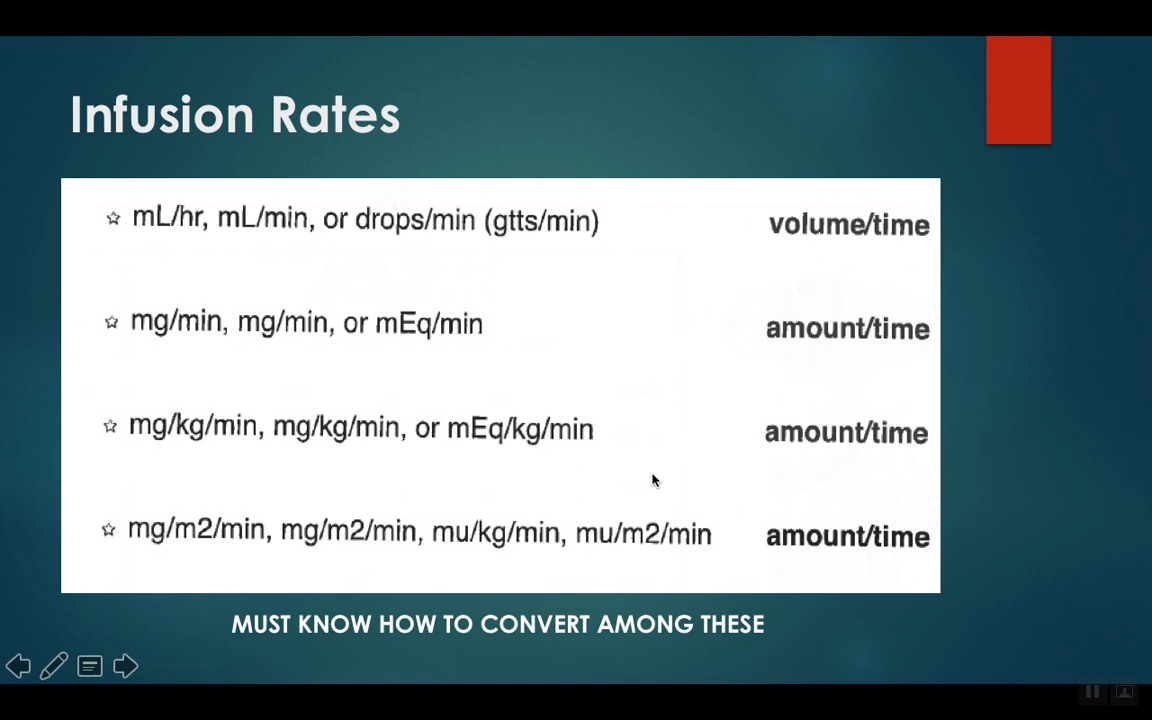 Infusion Rates
☆ mL/hr, mL/min, or drops/min (gtts/min) volume/time
☆ mg/min, mg/min, or mEq/min amount/time
☆ mg/kg/min, mg/kg/min, or mEq/kg/min amount/time
☆ mg/m2/min, mg/m2/min, mu/kg/min, mu/m2/min amount/time
MUST KNOW HOW TO CONVERT AMONG THESE